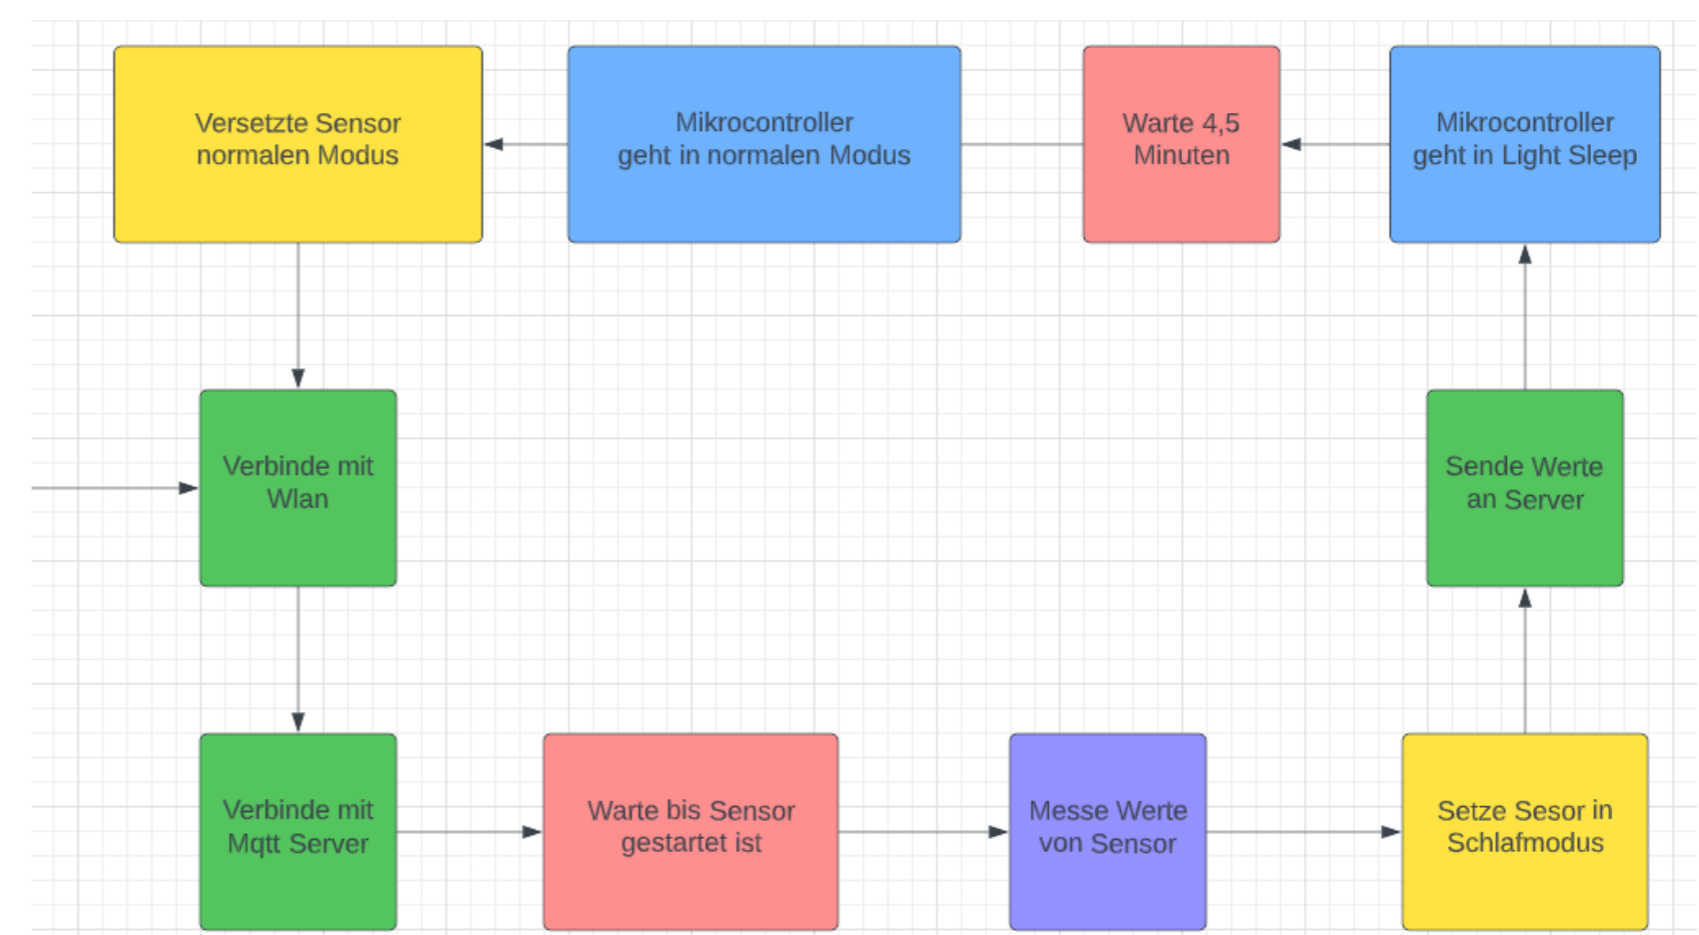 Versetzte Sensor
normalen Modus
Mikrocontroller
geht in normalen Modus
Warte 4,5
Minuten
Mikrocontroller
geht in Light Sleep
Verbinde mit
Wlan
Sende Werte
an Server
Verbinde mit
Mqtt Server
Warte bis Sensor
gestartet ist
Messe Werte
von Sensor
Setze Sesor in
Schlafmodus